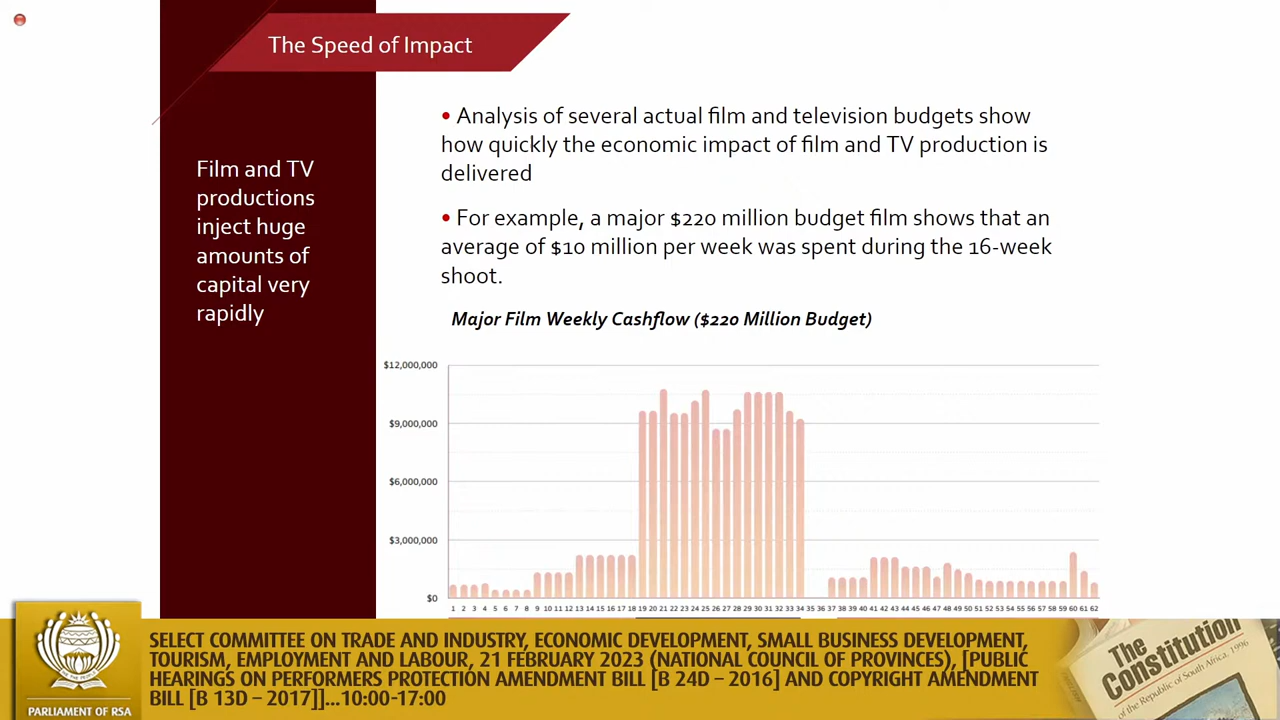 The Speed of Impact
Film and TV
productions
inject huge
amounts of
capital very
rapidly
• Analysis of several actual film and television budgets show
how quickly the economic impact of film and TV production is
delivered
• For example, a major $220 million budget film shows that an
average of $10 million per week was spent during the 16-week
shoot.
Major Film Weekly Cashflow ($220 Million Budget)
$12,000,000
$9,000,000
$6,000,000
$3,000,000
$0
1 2 3 4 5 6 7 8 9 10 11 12 13 14 15 16 17 18 19 20 21 22 23 24 25 26 27 28 29 30 31 32 33 34 35 36 37 38 39 40 41 42 43 44 45 46 47 48 49 50 51 52 53 54 55 56 57 58 59 60 61 62
PARLIAMENT OF RSA
SELECT COMMITTEE ON TRADE AND INDUSTRY, ECONOMIC DEVELOPMENT, SMALL BUSINESS DEVELOPMENT,
TOURISM, EMPLOYMENT AND LABOUR, 21 FEBRUARY 2023 (NATIONAL COUNCIL OF PROVINCES), [PUBLIC
HEARINGS ON PERFORMERS PROTECTION AMENDMENT BILL [B 24D – 2016] AND COPYRIGHT AMENDMENT
BILL [B 13D – 2017]]...10:00-17:00
The
Constitution
of the Republic of South Africa, 1996